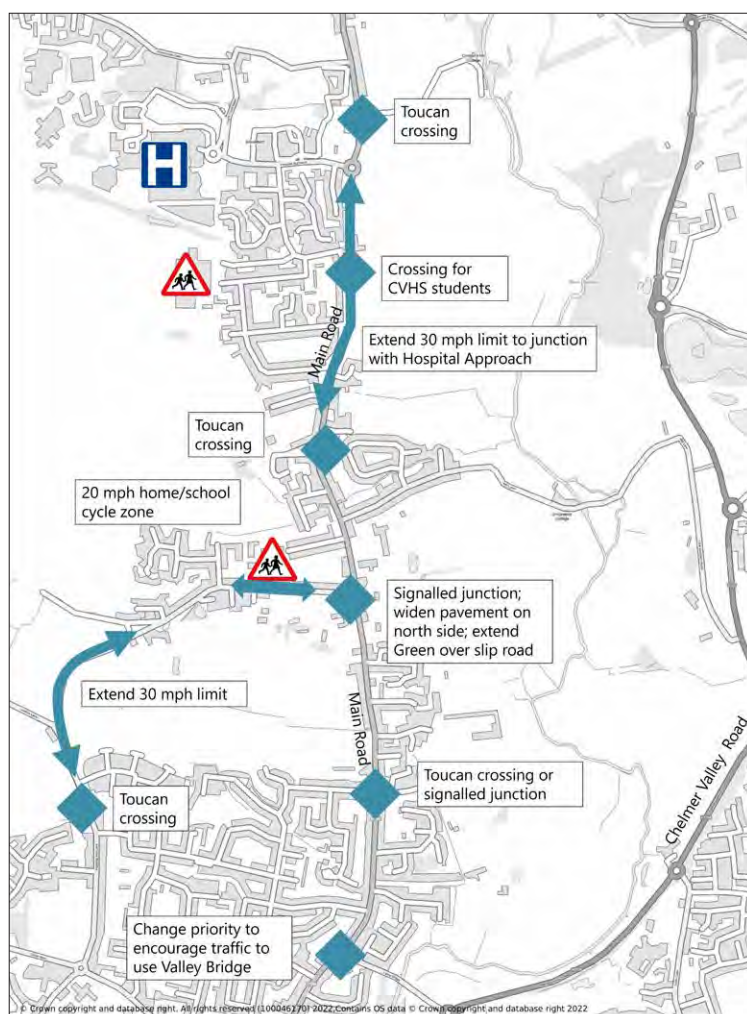 Toucan
crossing
H
Crossing for
CVHS students
Extend 30 mph limit to junction
with Hospital Approach
Main Road
Toucan
crossing
20 mph home/school
cycle zone
Signalled junction;
widen pavement on
north side; extend
Green over slip road
Extend 30 mph limit
Main Road
Toucan crossing or
signalled junction
Toucan
crossing
Chelmer Valley Road
Change priority to
encourage traffic to
use Valley Bridge
© Crown copyright and database right. All rights reserved (100046170) 2022.Contains OS data © Crown copyright and database right 2022